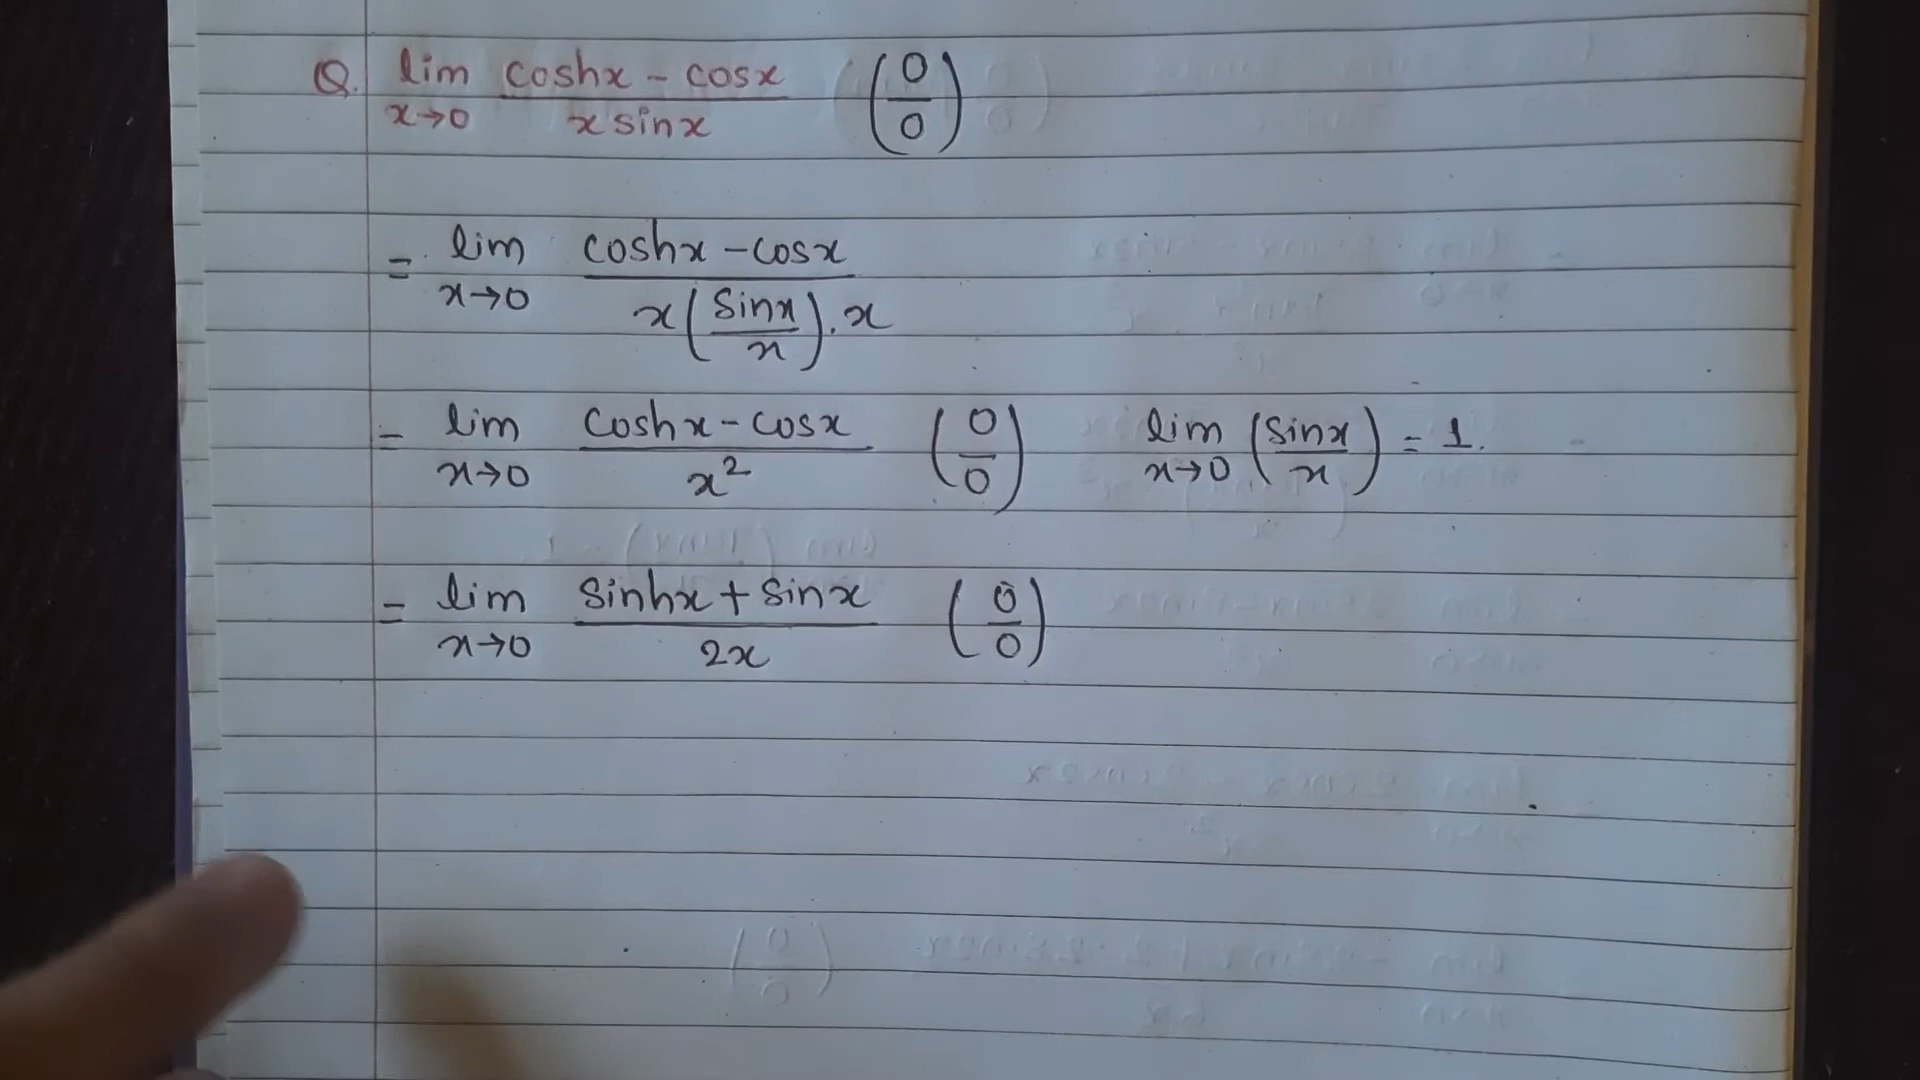 Q. lim x→0 (coshx - cosx)/(x sinx) (0/0)
= lim x→0 (coshx - cosx)/(x (sinx/x) . x)
= lim x→0 (coshx - cosx)/x² (0/0) lim x→0 (sinx/x) = 1.
= lim x→0 (sinhx + sinx)/2x (0/0)